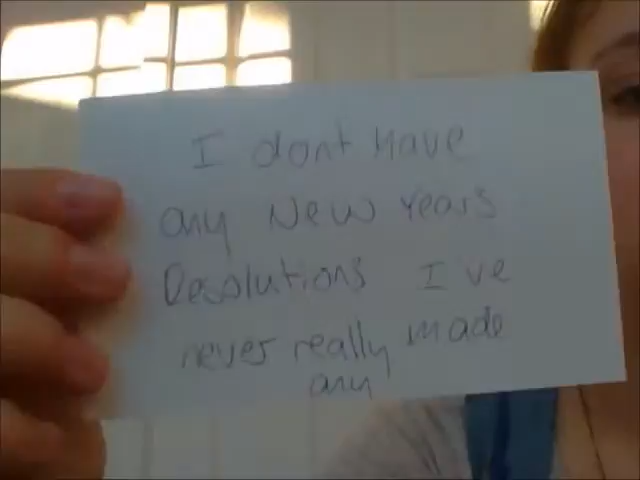 I dont have
any New Years
Resolutions I've
never really made
any